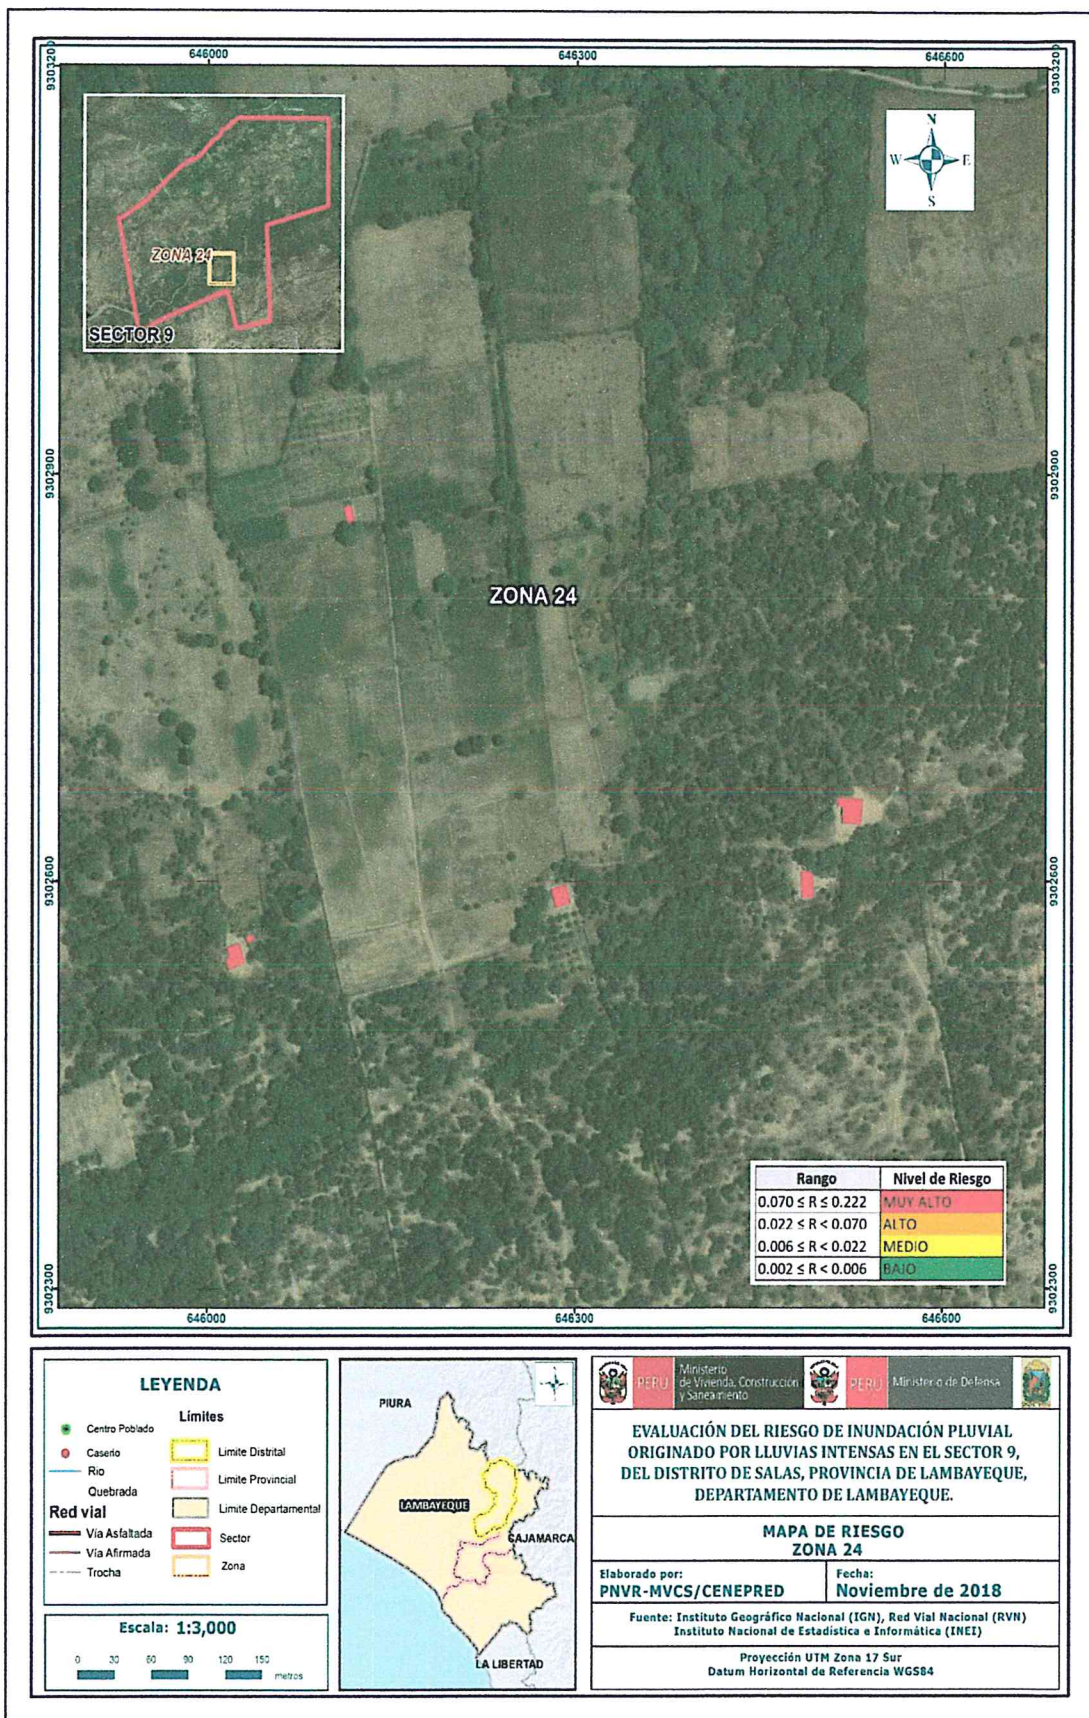 646000
646300
646600
9303200
9303200
N
W E
S
ZONA 24
SECTOR 9
9302900
9302900
ZONA 24
9302600
9302600
Rango Nivel de Riesgo
0.070 ≤ R ≤ 0.222 MUY ALTO
0.022 ≤ R < 0.070 ALTO
0.006 ≤ R < 0.022 MEDIO
0.002 ≤ R < 0.006 BAJO
9302300
9302300
646000
646300
646600
LEYENDA
Centro Poblado
Caserio
Rio
Quebrada
Red vial
Vía Asfaltada
Vía Afirmada
Trocha
Límites
Limite Distrital
Limite Provincial
Limite Departamental
Sector
Zona
Escala: 1:3,000
0 30 60 90 120 150
metros
PIURA
LAMBAYEQUE
CAJAMARCA
LA LIBERTAD
PERÚ
Ministerio
de Vivienda, Construcción
y Saneamiento
PERÚ
Ministerio de Defensa
EVALUACIÓN DEL RIESGO DE INUNDACIÓN PLUVIAL
ORIGINADO POR LLUVIAS INTENSAS EN EL SECTOR 9,
DEL DISTRITO DE SALAS, PROVINCIA DE LAMBAYEQUE,
DEPARTAMENTO DE LAMBAYEQUE.
MAPA DE RIESGO
ZONA 24
Elaborado por:
PNVR-MVCS/CENEPRED
Fecha:
Noviembre de 2018
Fuente: Instituto Geográfico Nacional (IGN), Red Vial Nacional (RVN)
Instituto Nacional de Estadística e Informática (INEI)
Proyección UTM Zona 17 Sur
Datum Horizontal de Referencia WGS84